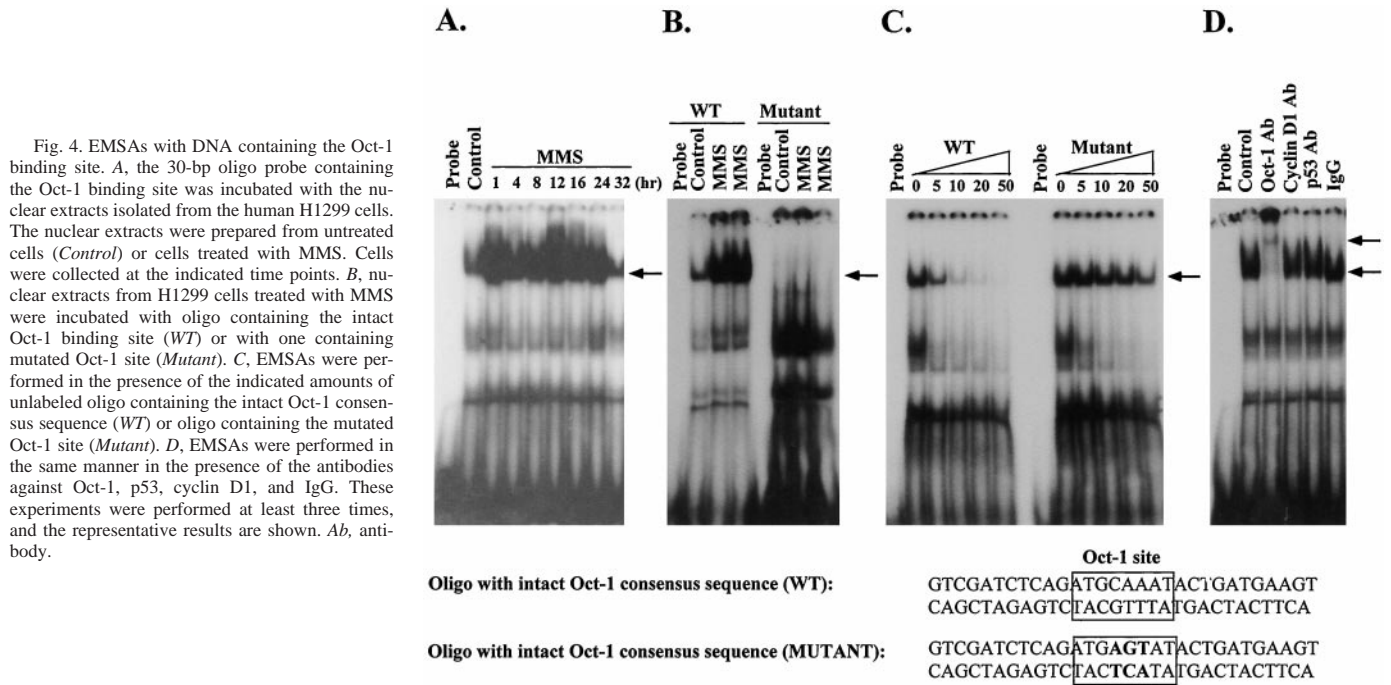 Fig. 4. EMSAs with DNA containing the Oct-1
binding site. A, the 30-bp oligo probe containing
the Oct-1 binding site was incubated with the nu-
clear extracts isolated from the human H1299 cells.
The nuclear extracts were prepared from untreated
cells (Control) or cells treated with MMS. Cells
were collected at the indicated time points. B, nu-
clear extracts from H1299 cells treated with MMS
were incubated with oligo containing the intact
Oct-1 binding site (WT) or with one containing
mutated Oct-1 site (Mutant). C, EMSAs were per-
formed in the presence of the indicated amounts of
unlabeled oligo containing the intact Oct-1 consen-
sus sequence (WT) or oligo containing the mutated
Oct-1 site (Mutant). D, EMSAs were performed in
the same manner in the presence of the antibodies
against Oct-1, p53, cyclin D1, and IgG. These
experiments were performed at least three times,
and the representative results are shown. Ab, anti-
body.
A.
Probe
Control
MMS
1 4 8 12 16 24 32 (hr)
B.
WT
Mutant
Probe
Control
MMS
MMS
Probe
Control
MMS
MMS
C.
Probe
WT
0 5 10 20 50
Probe
Mutant
0 5 10 20 50
D.
Probe
Control
Oct-1 Ab
Cyclin D1 Ab
p53 Ab
IgG
Oct-1 site
Oligo with intact Oct-1 consensus sequence (WT):
GTCGATCTCAGATGCAAATACTGATGAAGT
CAGCTAGAGTCTACGTTTATGACTACTTCA
Oligo with intact Oct-1 consensus sequence (MUTANT):
GTCGATCTCAGATGAGTATACTGATGAAGT
CAGCTAGAGTCTACTCATATGACTACTTCA